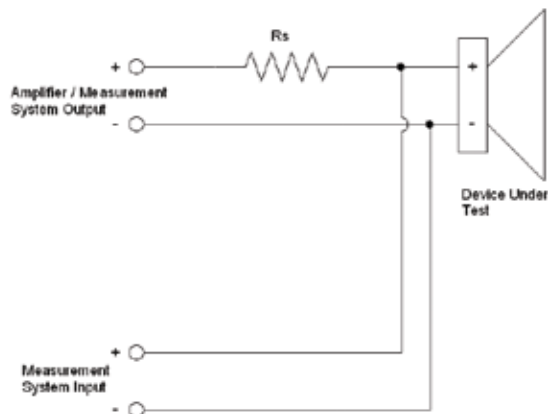 Rs
+
Amplifier / Measurement
System Output
-
+
-
Device Under
Test
+
Measurement
System Input
-